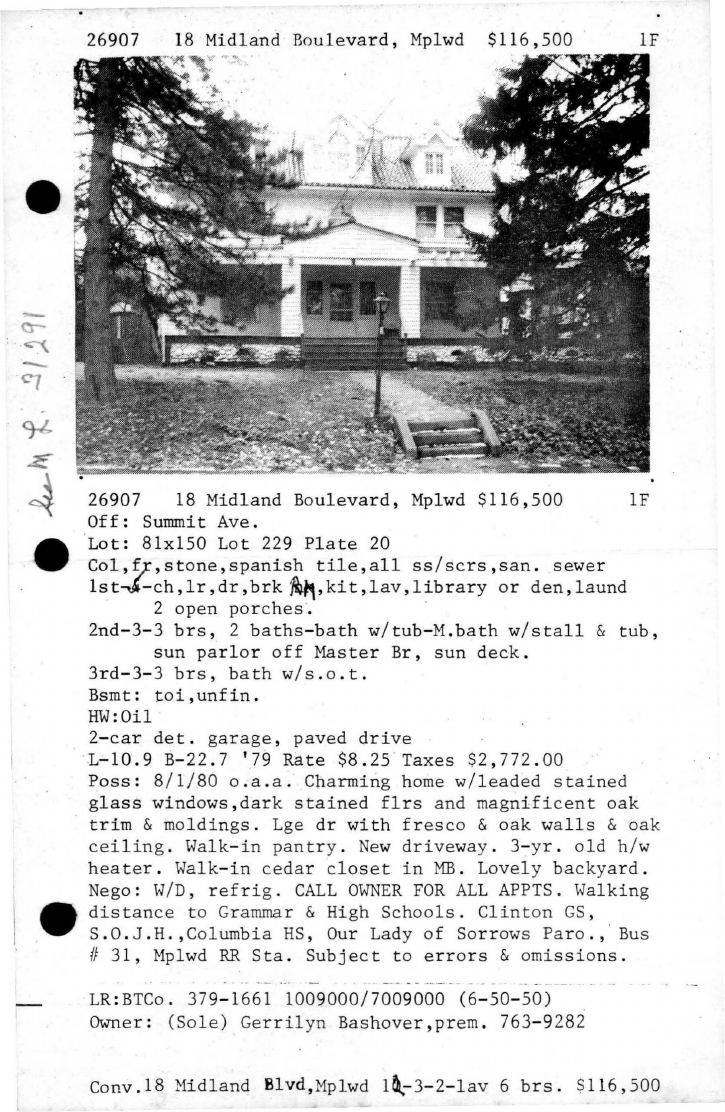 26907 18 Midland Boulevard, Mplwd $116,500 1F
26907 18 Midland Boulevard, Mplwd $116,500 1F
Off: Summit Ave.
Lot: 81x150 Lot 229 Plate 20
Col,fr,stone,spanish tile,all ss/scrs,san. sewer
1st- -ch,lr,dr,brk ,kit,lav,library or den,laund
2 open porches.
2nd-3-3 brs, 2 baths-bath w/tub-M.bath w/stall & tub,
sun parlor off Master Br, sun deck.
3rd-3-3 brs, bath w/s.o.t.
Bsmt: toi,unfin.
HW:Oil
2-car det. garage, paved drive
L-10.9 B-22.7 '79 Rate $8.25 Taxes $2,772.00
Poss: 8/1/80 o.a.a. Charming home w/leaded stained
glass windows,dark stained flrs and magnificent oak
trim & moldings. Lge dr with fresco & oak walls & oak
ceiling. Walk-in pantry. New driveway. 3-yr. old h/w
heater. Walk-in cedar closet in MB. Lovely backyard.
Nego: W/D, refrig. CALL OWNER FOR ALL APPTS. Walking
distance to Grammar & High Schools. Clinton GS,
S.O.J.H.,Columbia HS, Our Lady of Sorrows Paro., Bus
# 31, Mplwd RR Sta. Subject to errors & omissions.
LR:BTCo. 379-1661 1009000/7009000 (6-50-50)
Owner: (Sole) Gerrilyn Bashover,prem. 763-9282
Conv.18 Midland Blvd,Mplwd -3-2-lav 6 brs. $116,500
See M L. 21291